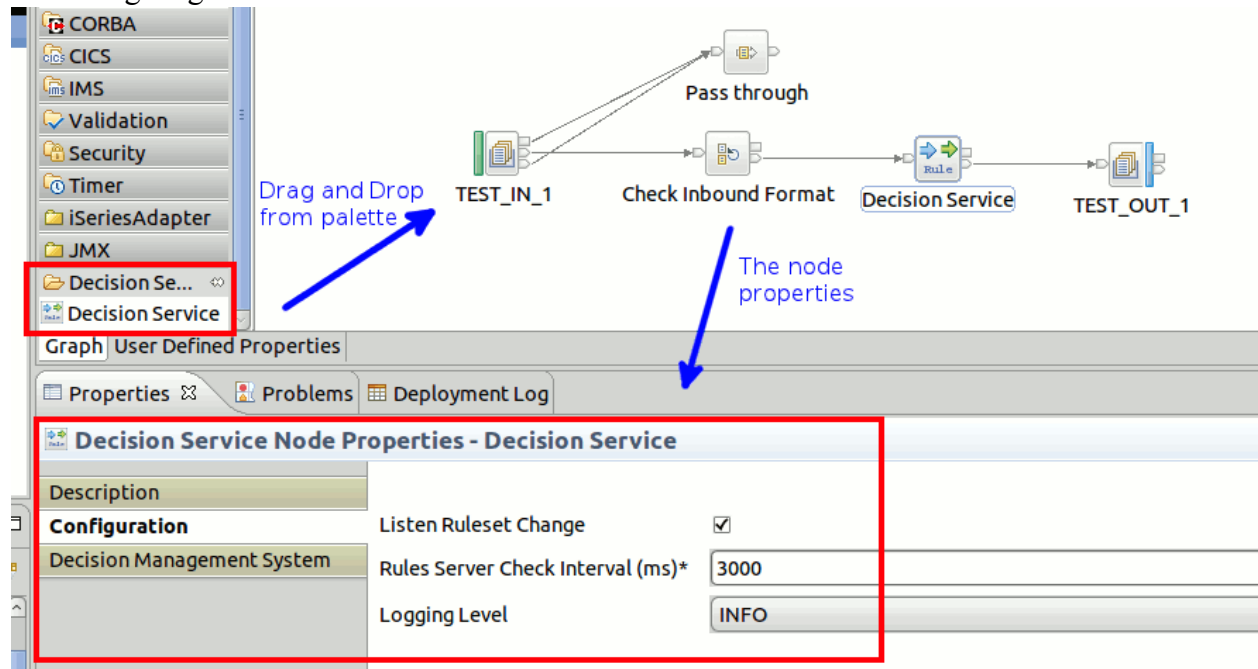 CORBA
CICS
IMS
Validation
Security
Timer
iSeriesAdapter
JMX
Decision Se...
Decision Service
Pass through
TEST_IN_1
Check Inbound Format
Rule
Decision Service
TEST_OUT_1
Drag and Drop
from palette
The node
properties
Graph User Defined Properties
Properties Problems Deployment Log
Decision Service Node Properties - Decision Service
Description
Configuration
Decision Management System
Listen Ruleset Change
Rules Server Check Interval (ms)* 3000
Logging Level INFO